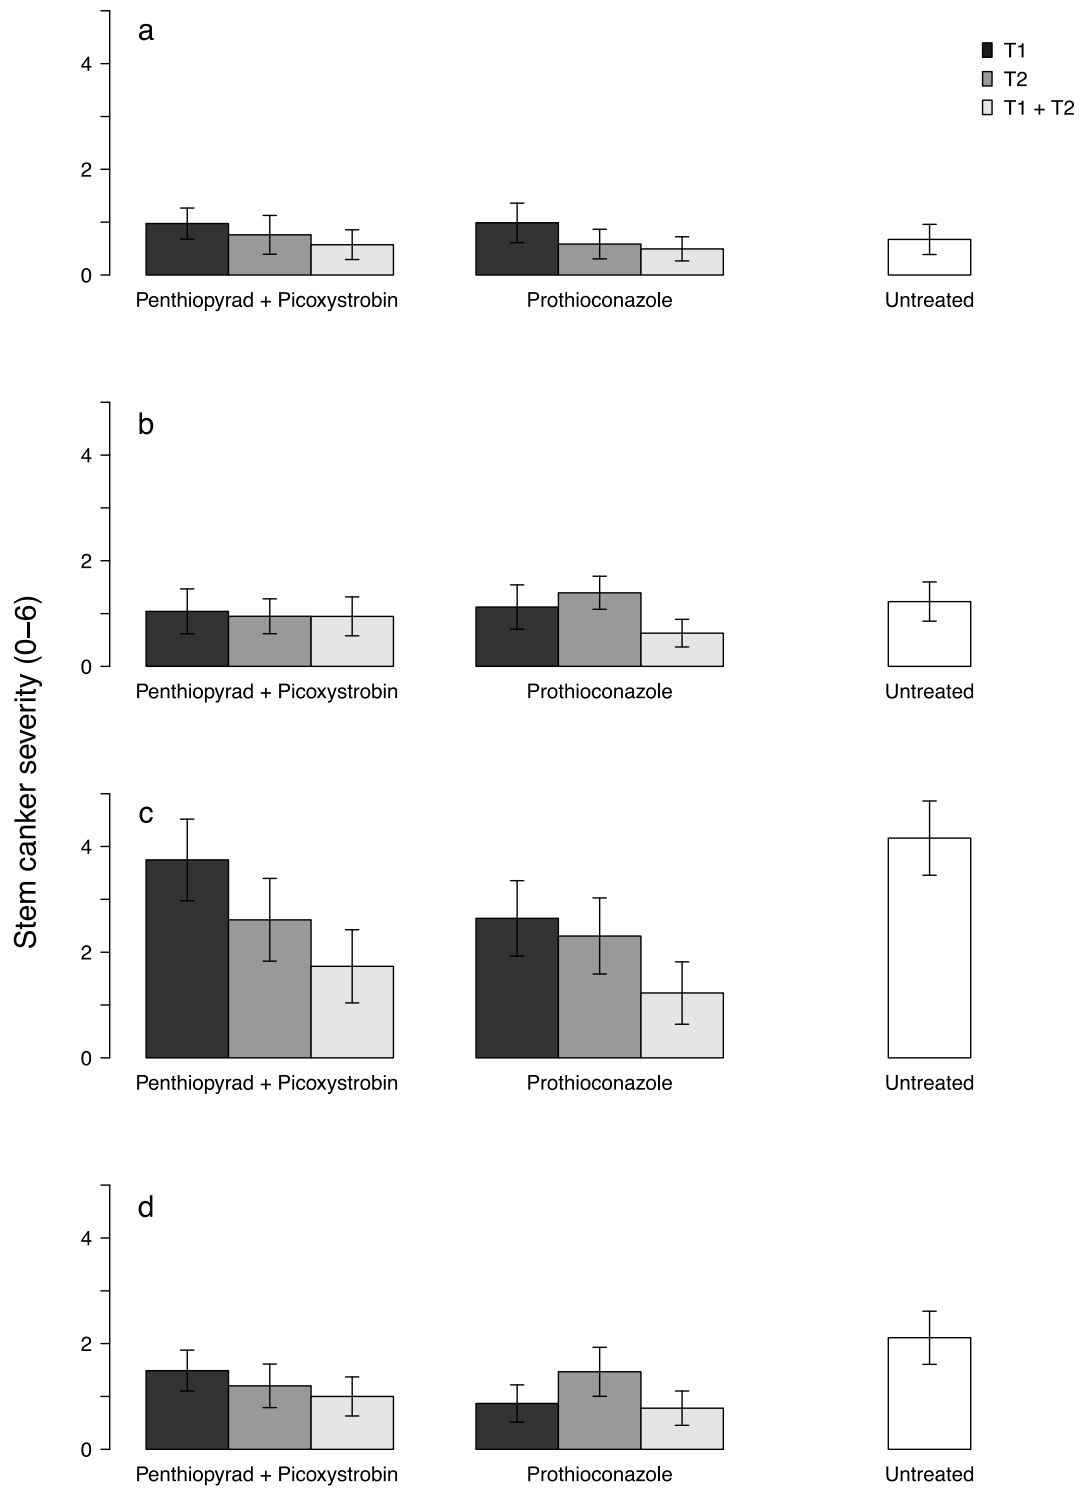 Stem canker severity (0–6)
a
T1
T2
T1 + T2
4
2
0
Penthiopyrad + Picoxystrobin Prothioconazole Untreated
b
4
2
0
Penthiopyrad + Picoxystrobin Prothioconazole Untreated
c
4
2
0
Penthiopyrad + Picoxystrobin Prothioconazole Untreated
d
4
2
0
Penthiopyrad + Picoxystrobin Prothioconazole Untreated